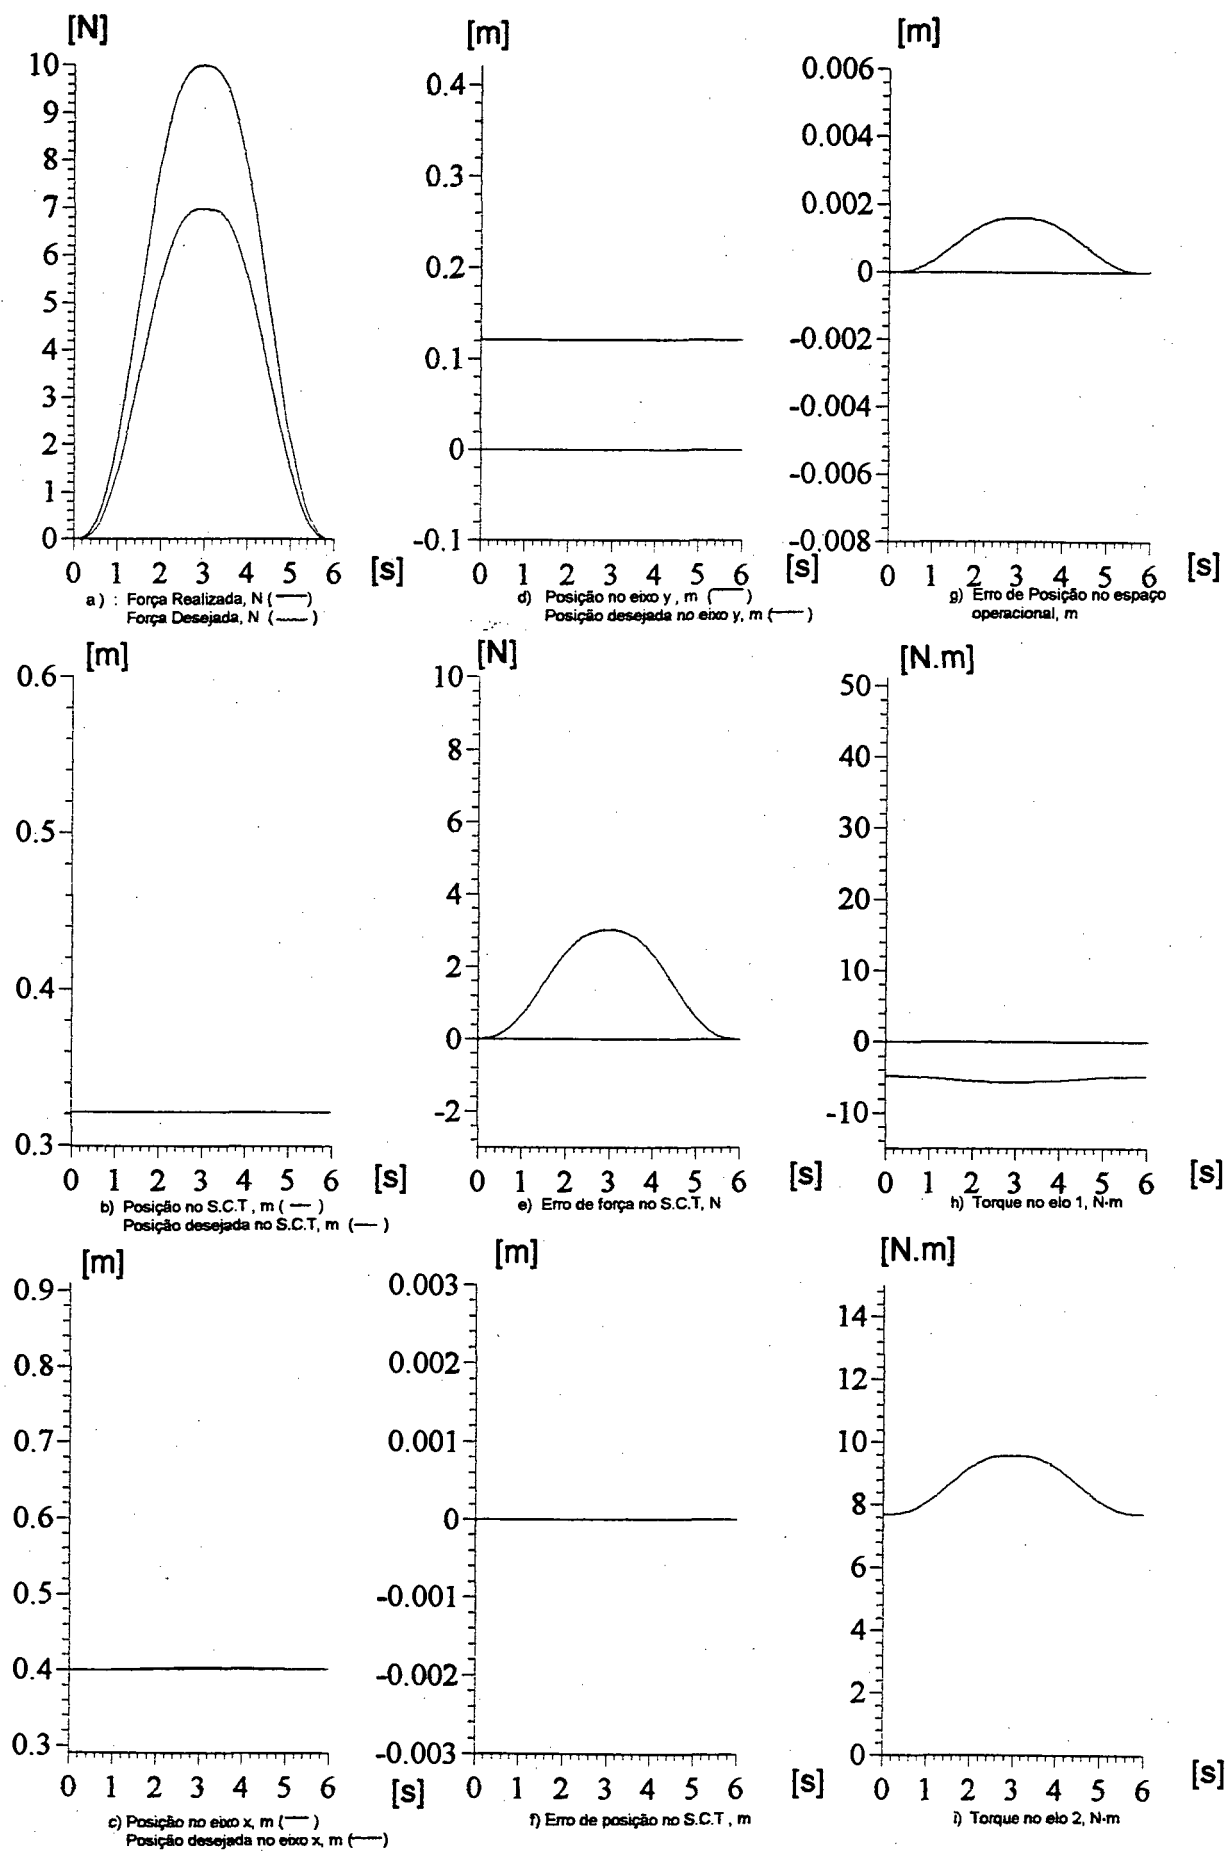 [N]
10
9
8
7
6
5
4
3
2
1
0
0 1 2 3 4 5 6 [s]
a) : Força Realizada, N ( — )
Força Desejada, N ( — )
[m]
0.4
0.3
0.2
0.1
0
-0.1
0 1 2 3 4 5 6 [s]
d) Posição no eixo y , m ( — )
Posição desejada no eixo y, m ( — )
[m]
0.006
0.004
0.002
0
-0.002
-0.004
-0.006
-0.008
0 1 2 3 4 5 6 [s]
g) Erro de Posição no espaço
operacional, m
[m]
0.6
0.5
0.4
0.3
0 1 2 3 4 5 6 [s]
b) Posição no S.C.T , m ( — )
Posição desejada no S.C.T, m ( — )
[N]
10
8
6
4
2
0
-2
0 1 2 3 4 5 6 [s]
e) Erro de força no S.C.T, N
[N.m]
50
40
30
20
10
0
-10
0 1 2 3 4 5 6 [s]
h) Torque no elo 1, N·m
[m]
0.9
0.8
0.7
0.6
0.5
0.4
0.3
0 1 2 3 4 5 6 [s]
c) Posição no eixo x, m ( — )
Posição desejada no eixo x, m ( — )
[m]
0.003
0.002
0.001
0
-0.001
-0.002
-0.003
0 1 2 3 4 5 6 [s]
f) Erro de posição no S.C.T , m
[N.m]
14
12
10
8
6
4
2
0
0 1 2 3 4 5 6 [s]
i) Torque no elo 2, N·m